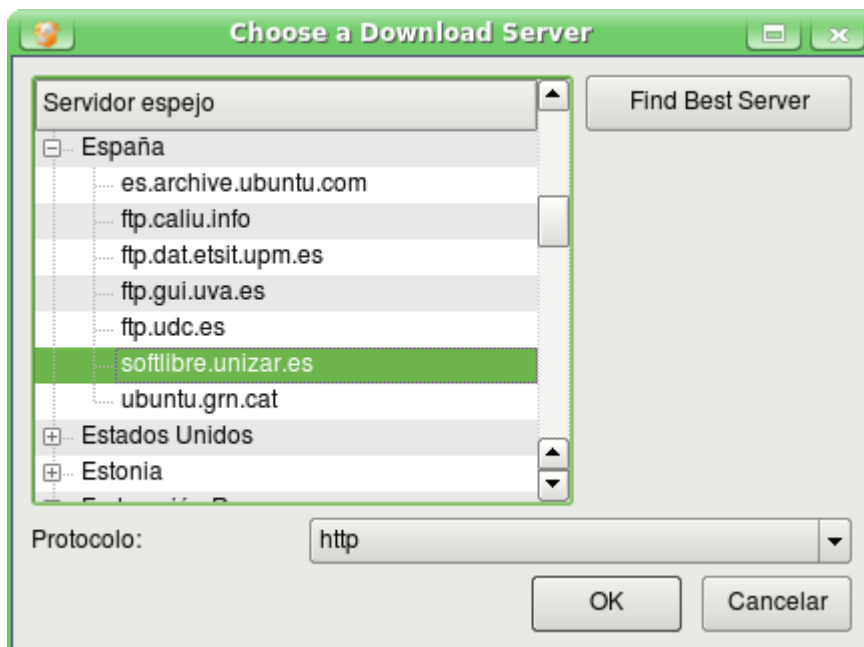 Choose a Download Server
Servidor espejo
Find Best Server
España
es.archive.ubuntu.com
ftp.caliu.info
ftp.dat.etsit.upm.es
ftp.gui.uva.es
ftp.udc.es
softlibre.unizar.es
ubuntu.grn.cat
Estados Unidos
Estonia
Protocolo:
http
OK
Cancelar